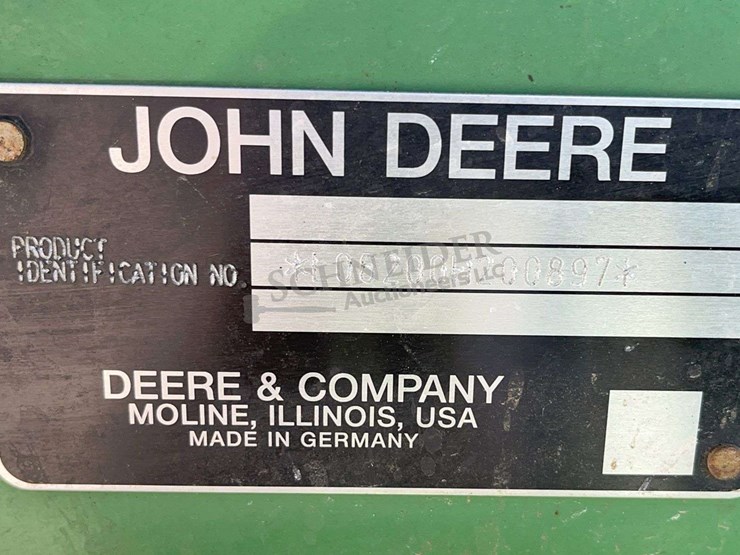 JOHN DEERE
PRODUCT
IDENTIFICATION NO.
SCHNEIDER
Auctioneers LLC
DEERE & COMPANY
MOLINE, ILLINOIS, USA
MADE IN GERMANY